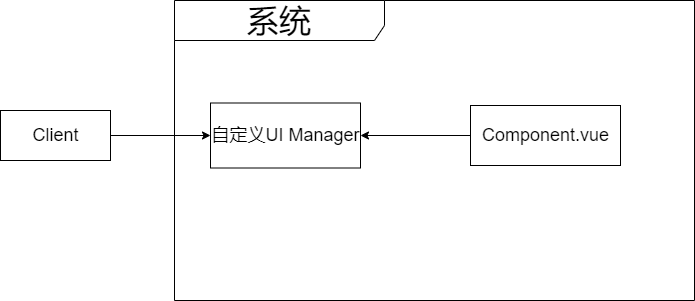 系统
Client
自定义UI Manager
Component.vue